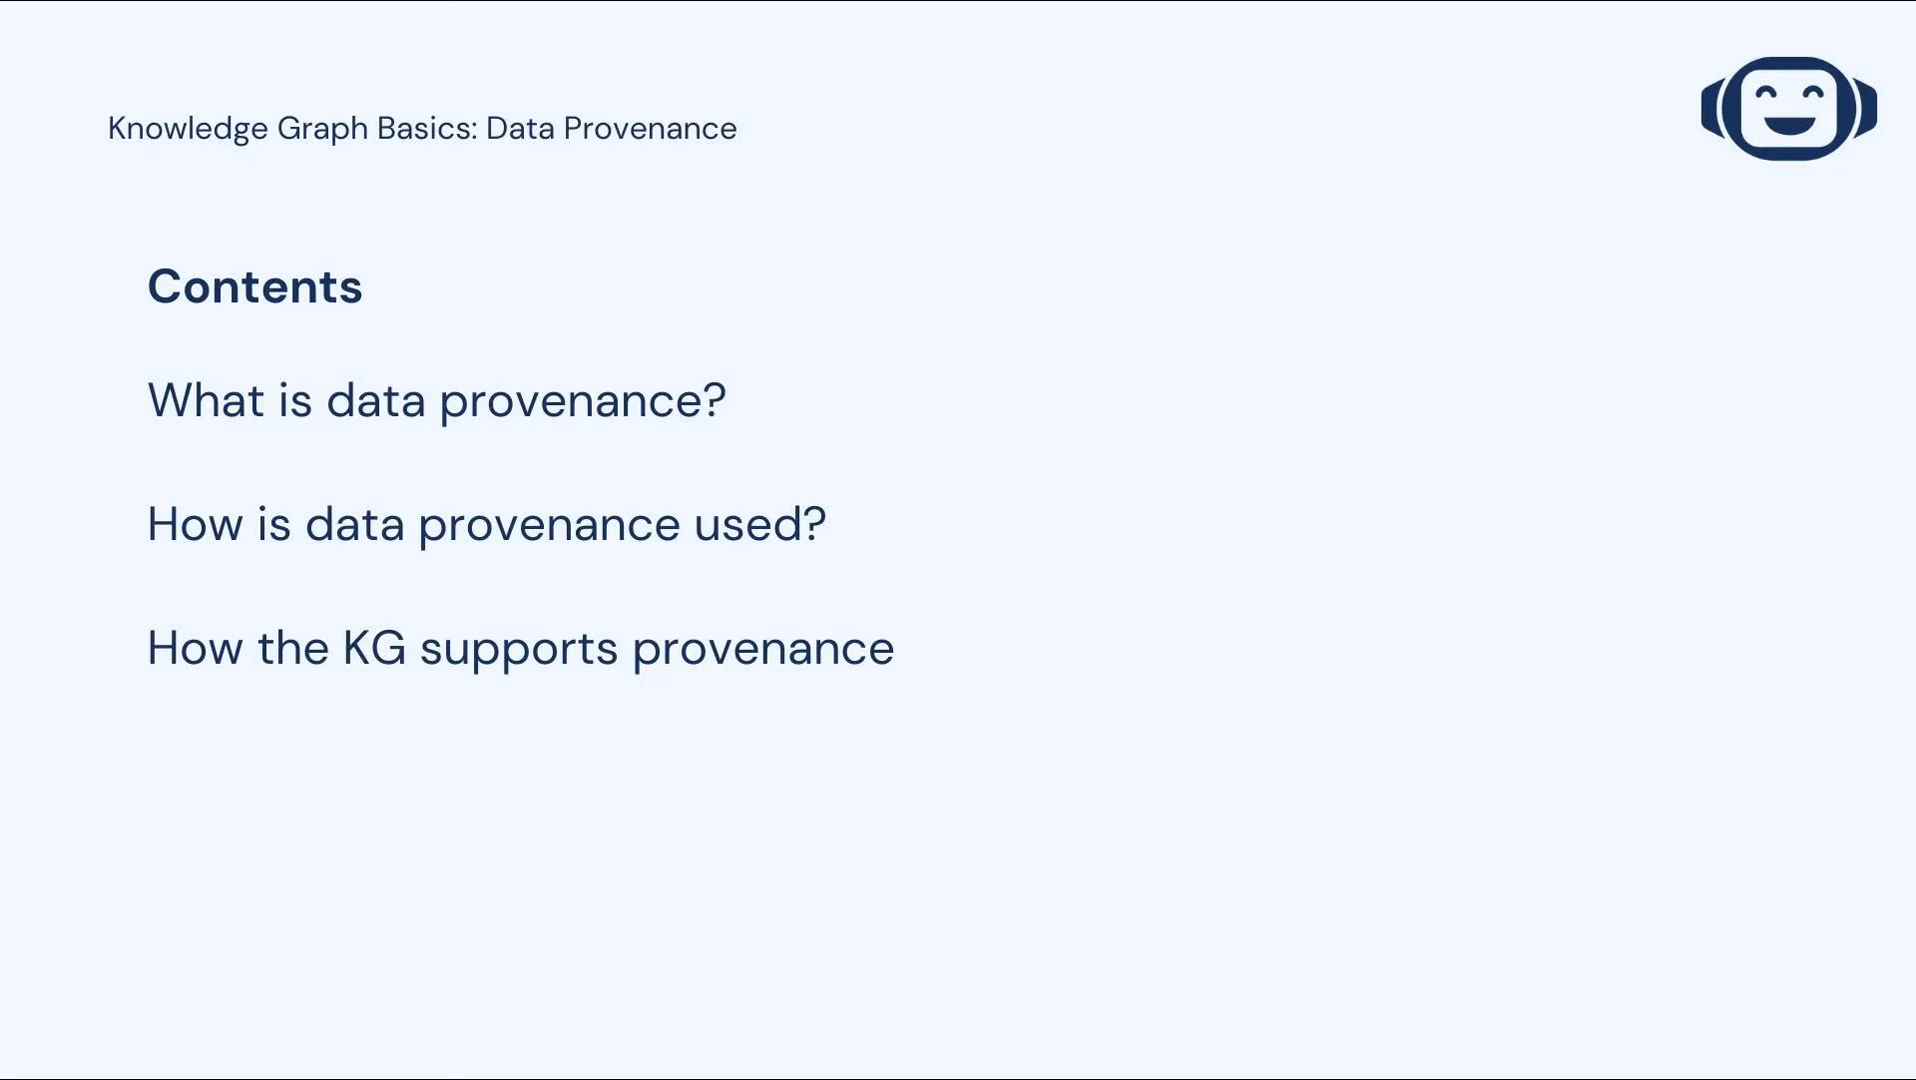 Knowledge Graph Basics: Data Provenance
Contents
What is data provenance?
How is data provenance used?
How the KG supports provenance